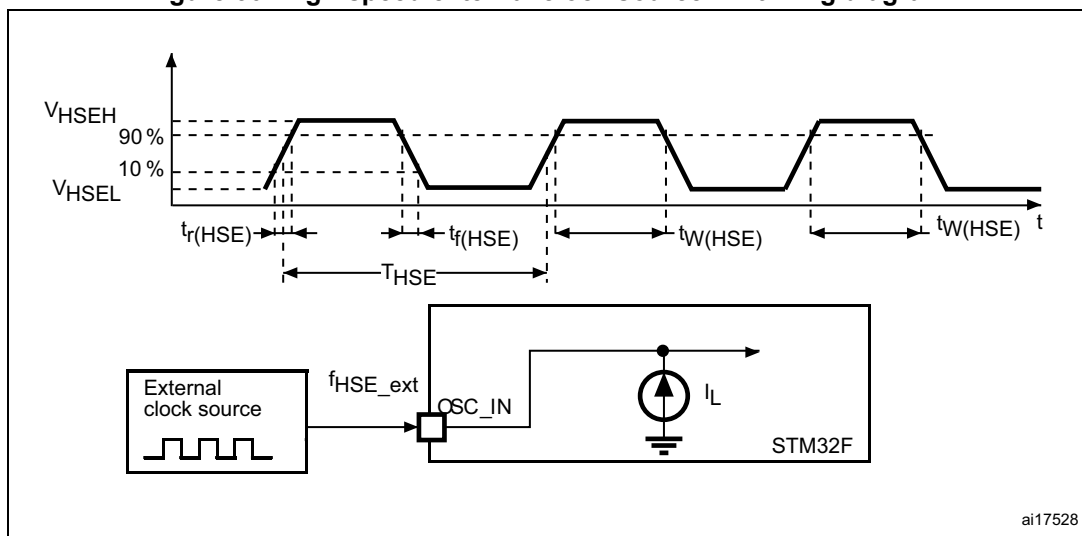 VHSEH
90 %
10 %
VHSEL
tr(HSE)
tf(HSE)
tW(HSE)
tW(HSE)
t
THSE
External
clock source
fHSE_ext
OSC_IN
IL
STM32F
ai17528